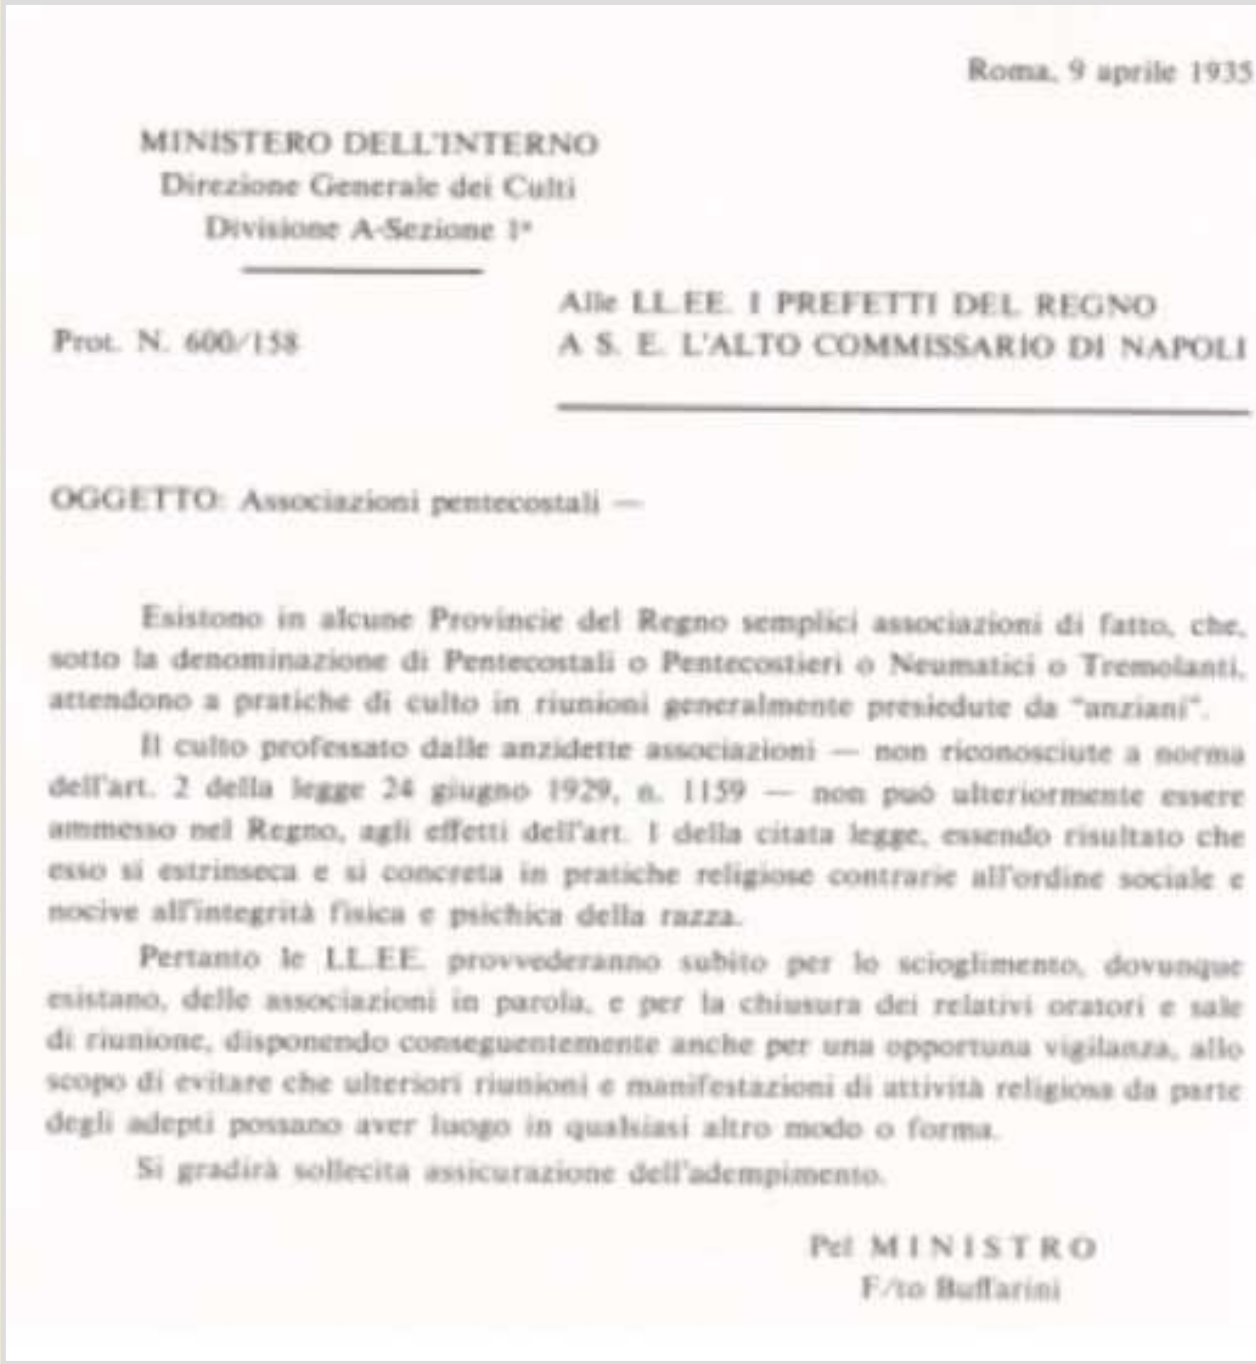 Roma, 9 aprile 1935
MINISTERO DELL'INTERNO
Direzione Generale dei Culti
Divisione A-Sezione 1ª
Alle LL.EE. I PREFETTI DEL REGNO
Prot. N. 600/158
A S. E. L'ALTO COMMISSARIO DI NAPOLI
OGGETTO: Associazioni pentecostali —
Esistono in alcune Provincie del Regno semplici associazioni di fatto, che,
sotto la denominazione di Pentecostali o Pentecostieri o Neumatici o Tremolanti,
attendono a pratiche di culto in riunioni generalmente presiedute da "anziani".
Il culto professato dalle anzidette associazioni — non riconosciute a norma
dell'art. 2 della legge 24 giugno 1929, n. 1159 — non può ulteriormente essere
ammesso nel Regno, agli effetti dell'art. 1 della citata legge, essendo risultato che
esso si estrinseca e si concreta in pratiche religiose contrarie all'ordine sociale e
nocive all'integrità fisica e psichica della razza.
Pertanto le LL.EE. provvederanno subito per lo scioglimento, dovunque
esistano, delle associazioni in parola, e per la chiusura dei relativi oratori e sale
di riunione, disponendo conseguentemente anche per una opportuna vigilanza, allo
scopo di evitare che ulteriori riunioni e manifestazioni di attività religiosa da parte
degli adepti possano aver luogo in qualsiasi altro modo o forma.
Si gradirà sollecita assicurazione dell'adempimento.
Pel MINISTRO
F/to Buffarini